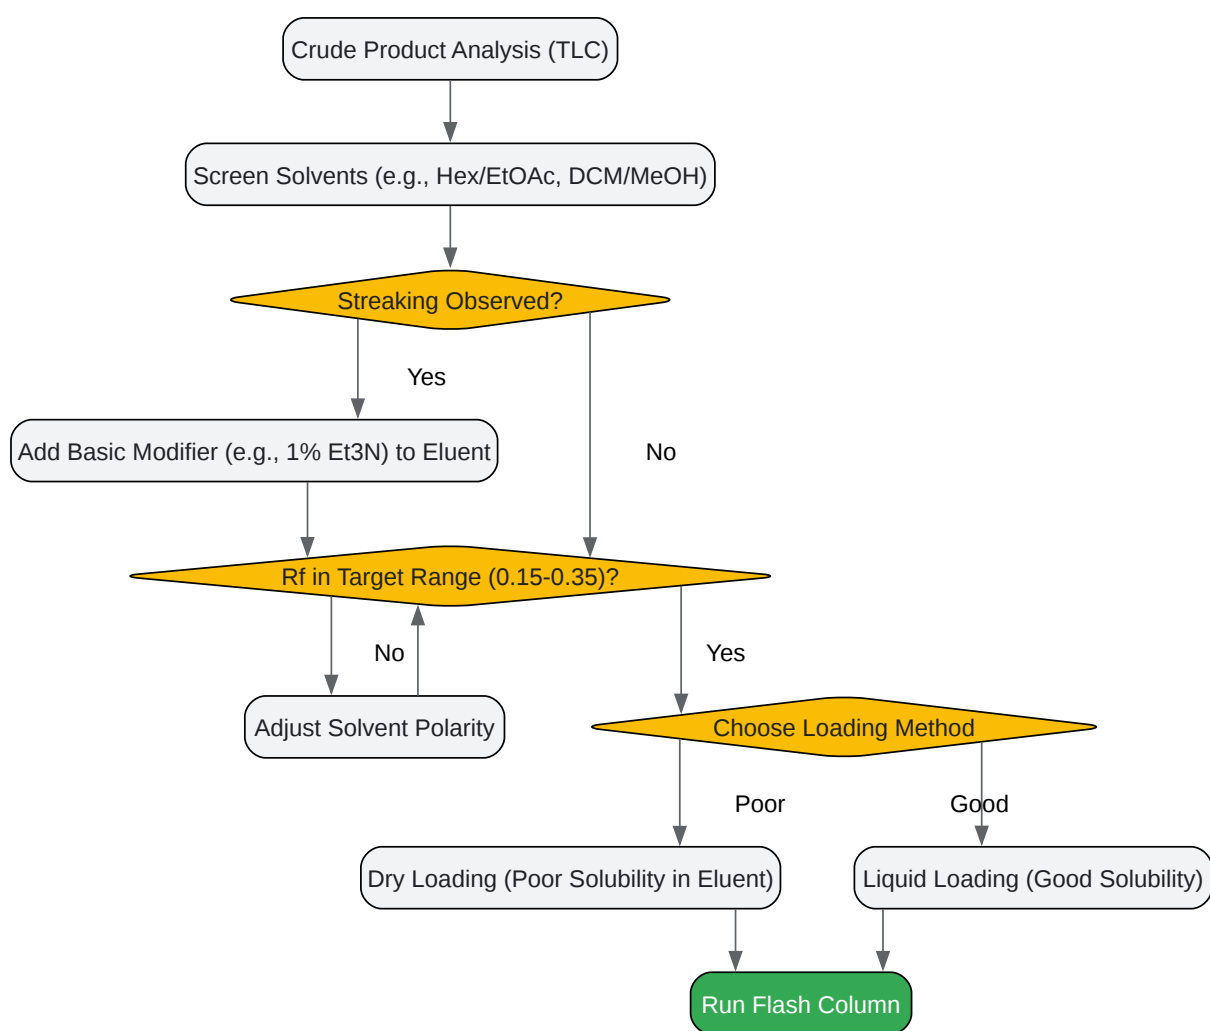 Crude Product Analysis (TLC)
Screen Solvents (e.g., Hex/EtOAc, DCM/MeOH)
Streaking Observed?
Yes
Add Basic Modifier (e.g., 1% Et3N) to Eluent
No
Rf in Target Range (0.15-0.35)?
No
Yes
Adjust Solvent Polarity
Choose Loading Method
Poor
Good
Dry Loading (Poor Solubility in Eluent)
Liquid Loading (Good Solubility)
Run Flash Column